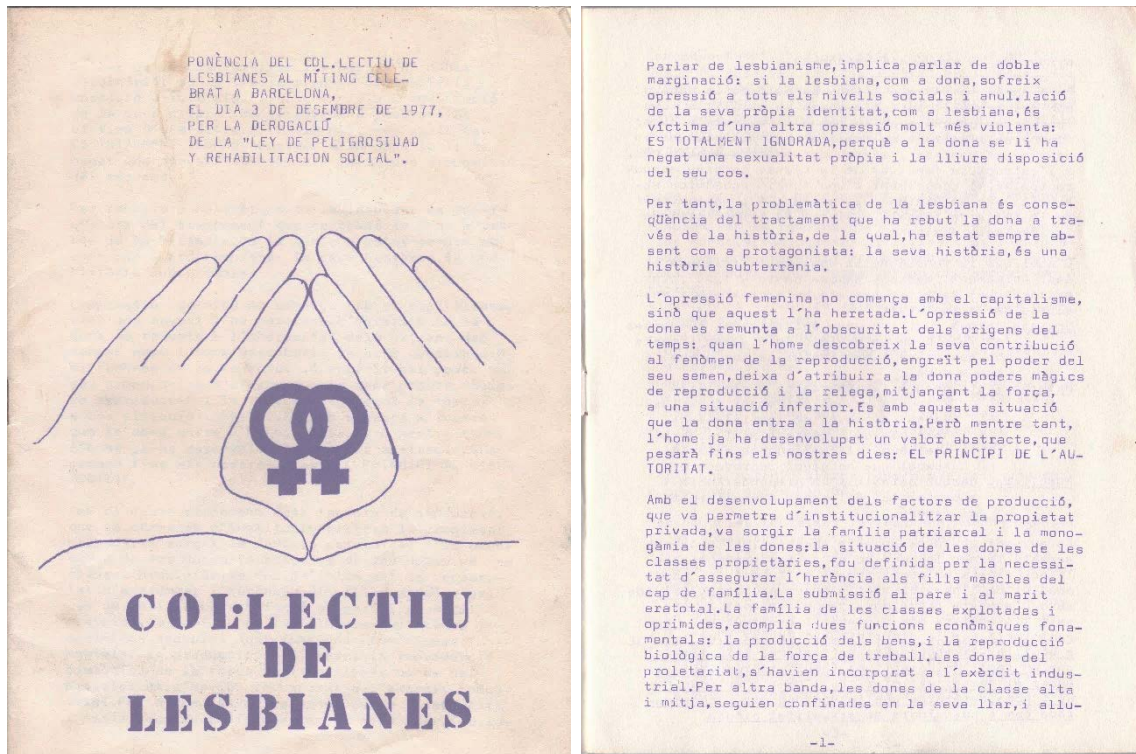 PONÈNCIA DEL COL.LECTIU DE
LESBIANES AL MÍTING CELE-
BRAT A BARCELONA,
EL DIA 3 DE DESEMBRE DE 1977,
PER LA DEROGACIÓ
DE LA "LEY DE PELIGROSIDAD
Y REHABILITACION SOCIAL".
COL·LECTIU
DE
LESBIANES
Parlar de lesbianisme,implica parlar de doble
marginació: si la lesbiana,com a dona,sofreix
opressió a tots els nivells socials i anul.lació
de la seva pròpia identitat,com a lesbiana,és
víctima d'una altra opressió molt més violenta:
ES TOTALMENT IGNORADA,perquè a la dona se li ha
negat una sexualitat pròpia i la lliure disposició
del seu cos.
Per tant,la problemàtica de la lesbiana és conse-
qüència del tractament que ha rebut la dona a tra-
vés de la història,de la qual,ha estat sempre ab-
sent com a protagonista: la seva història,és una
història subterrània.
L'opressió femenina no comença amb el capitalisme,
sinò que aquest l'ha heretada.L'opressió de la
dona es remunta a l'obscuritat dels origens del
temps: quan l'home descobreix la seva contribució
al fenòmen de la reproducció,engreït pel poder del
seu semen,deixa d'atribuir a la dona poders màgics
de reproducció i la relega,mitjançant la força,
a una situació inferior.Es amb aquesta situació
que la dona entra a la història.Però mentre tant,
l'home ja ha desenvolupat un valor abstracte,que
pesarà fins els nostres dies: EL PRINCIPI DE L'AU-
TORITAT.
Amb el desenvolupament dels factors de producció,
que va permetre d'institucionalitzar la propietat
privada,va sorgir la família patriarcal i la mono-
gàmia de les dones:la situació de les dones de les
classes propietàries,fou definida per la necessi-
tat d'assegurar l'herència als fills mascles del
cap de família.La submissió al pare i al marit
eratotal.La família de les classes explotades i
oprimides,acomplia dues funcions econòmiques fona-
mentals: la producció dels bens,i la reproducció
biològica de la força de treball.Les dones del
proletariat,s'havien incorporat a l'exèrcit indus-
trial.Per altra banda,les dones de la classe alta
i mitja,seguien confinades en la seva llar,i allu-
-1-